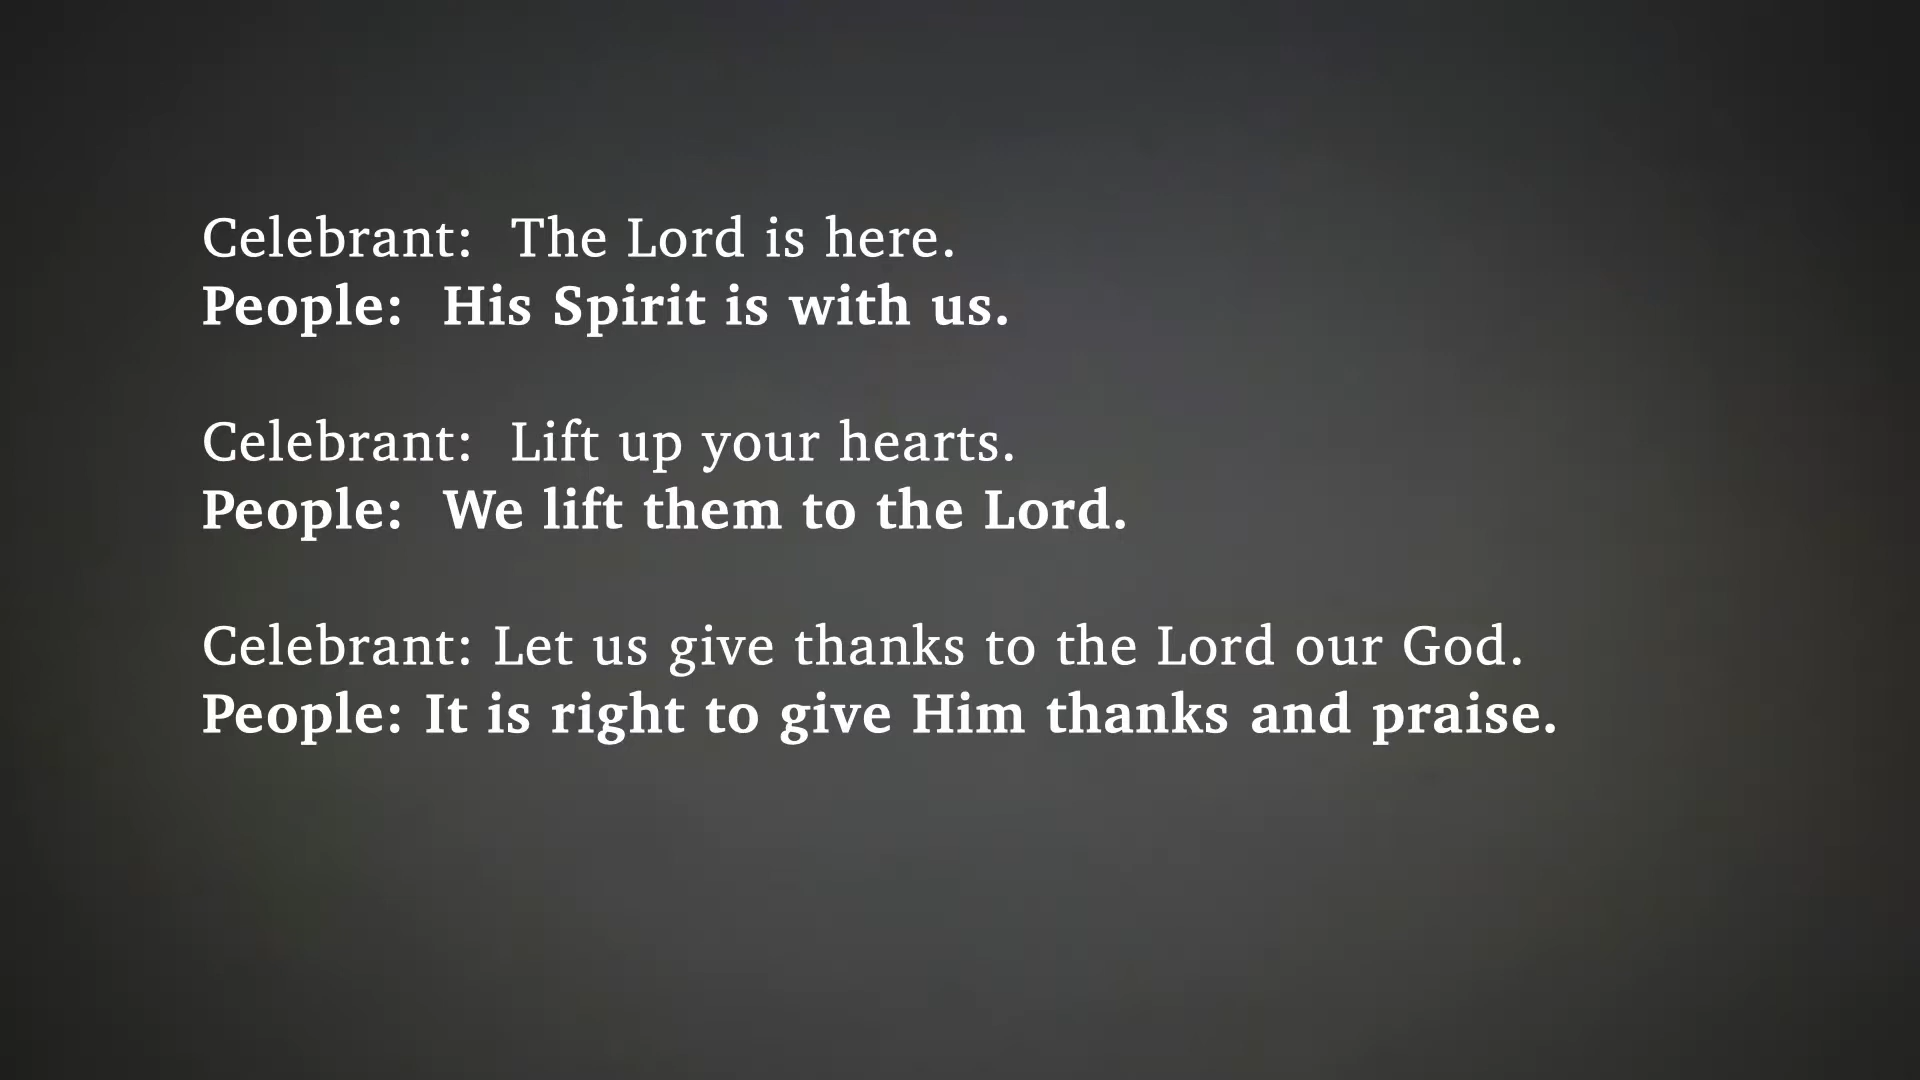 Celebrant:  The Lord is here.
People:  His Spirit is with us.
Celebrant:  Lift up your hearts.
People:  We lift them to the Lord.
Celebrant: Let us give thanks to the Lord our God.
People: It is right to give Him thanks and praise.